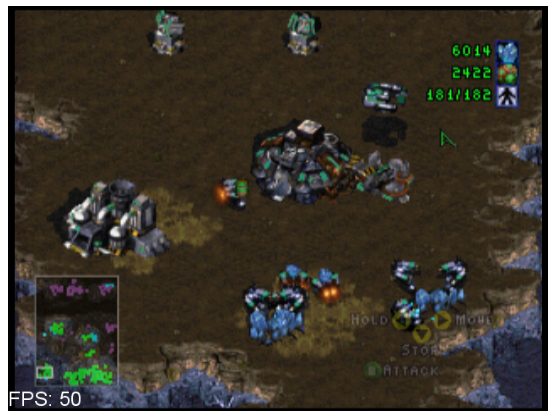 6014
2422
181/182
HOLD MOVE
STOP
B ATTACK
FPS: 50